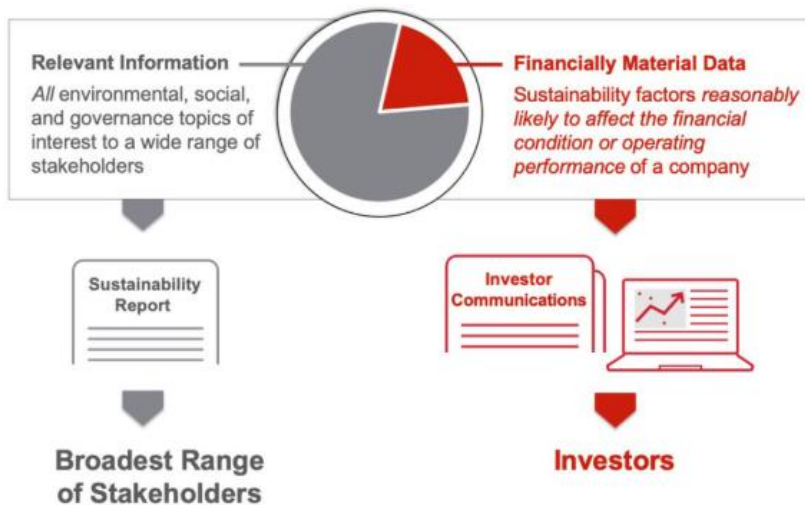 Relevant Information
All environmental, social,
and governance topics of
interest to a wide range of
stakeholders
Financially Material Data
Sustainability factors reasonably
likely to affect the financial
condition or operating
performance of a company
Sustainability
Report
Investor
Communications
Broadest Range
of Stakeholders
Investors